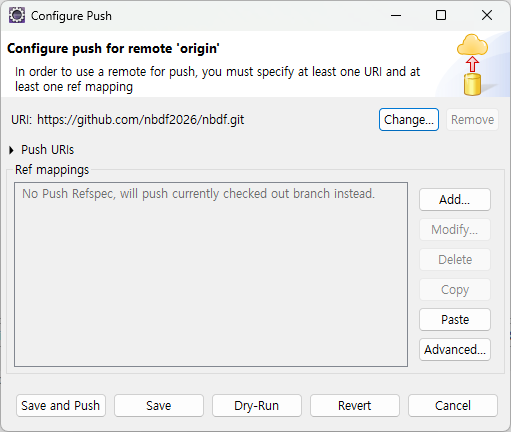 Configure Push
Configure push for remote 'origin'
In order to use a remote for push, you must specify at least one URI and at
least one ref mapping
URI: https://github.com/nbdf2026/nbdf.git
Change...
Remove
Push URIs
Ref mappings
No Push Refspec, will push currently checked out branch instead.
Add...
Modify...
Delete
Copy
Paste
Advanced...
Save and Push
Save
Dry-Run
Revert
Cancel